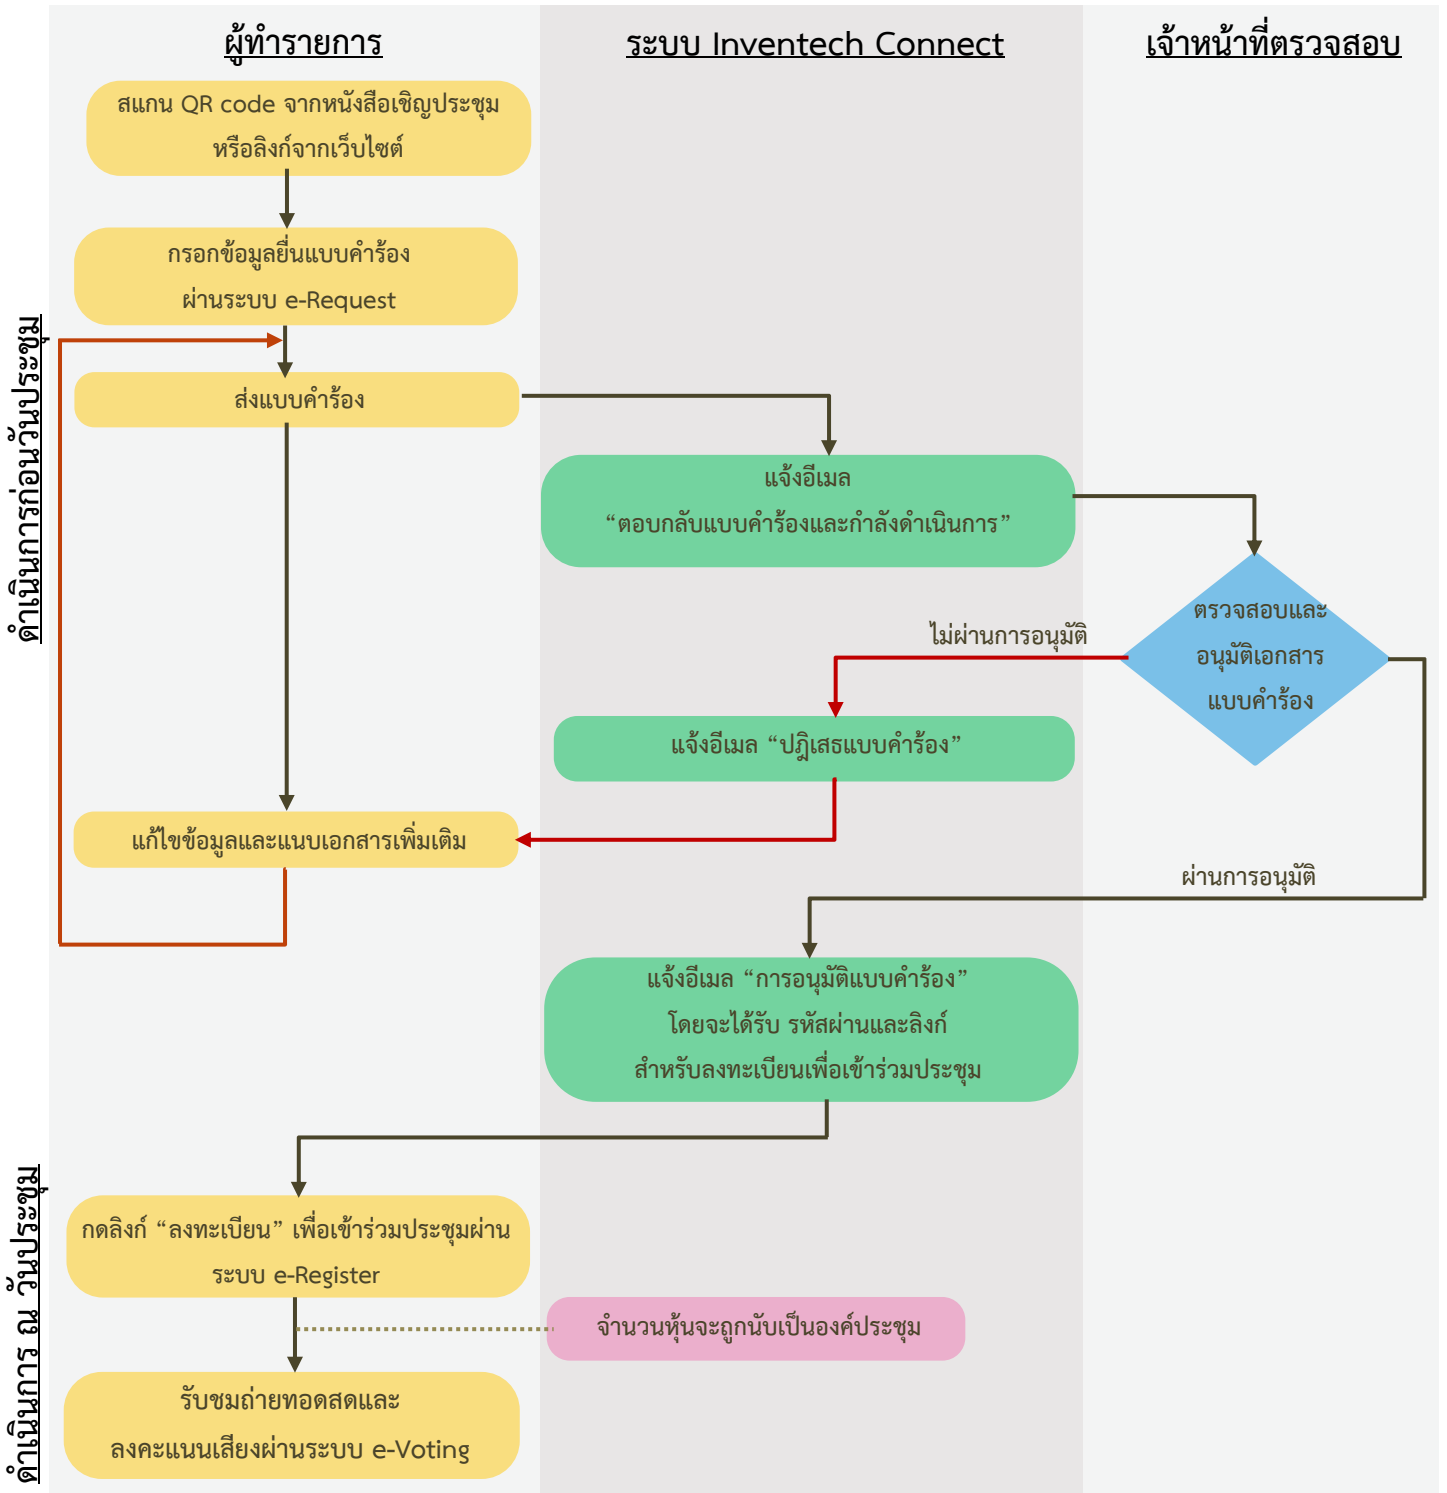 ผู้ทำรายการ
ระบบ Inventech Connect
เจ้าหน้าที่ตรวจสอบ
ดำเนินการก่อนวันประชุม
สแกน QR code จากหนังสือเชิญประชุม
หรือลิงก์จากเว็บไซต์
กรอกข้อมูลยื่นแบบคำร้อง
ผ่านระบบ e-Request
ส่งแบบคำร้อง
แจ้งอีเมล
“ตอบกลับแบบคำร้องและกำลังดำเนินการ”
ตรวจสอบและ
อนุมัติเอกสาร
แบบคำร้อง
ไม่ผ่านการอนุมัติ
แจ้งอีเมล “ปฎิเสธแบบคำร้อง”
แก้ไขข้อมูลและแนบเอกสารเพิ่มเติม
ผ่านการอนุมัติ
แจ้งอีเมล “การอนุมัติแบบคำร้อง”
โดยจะได้รับ รหัสผ่านและลิงก์
สำหรับลงทะเบียนเพื่อเข้าร่วมประชุม
ดำเนินการ ณ วันประชุม
กดลิงก์ “ลงทะเบียน” เพื่อเข้าร่วมประชุมผ่าน
ระบบ e-Register
จำนวนหุ้นจะถูกนับเป็นองค์ประชุม
รับชมถ่ายทอดสดและ
ลงคะแนนเสียงผ่านระบบ e-Voting